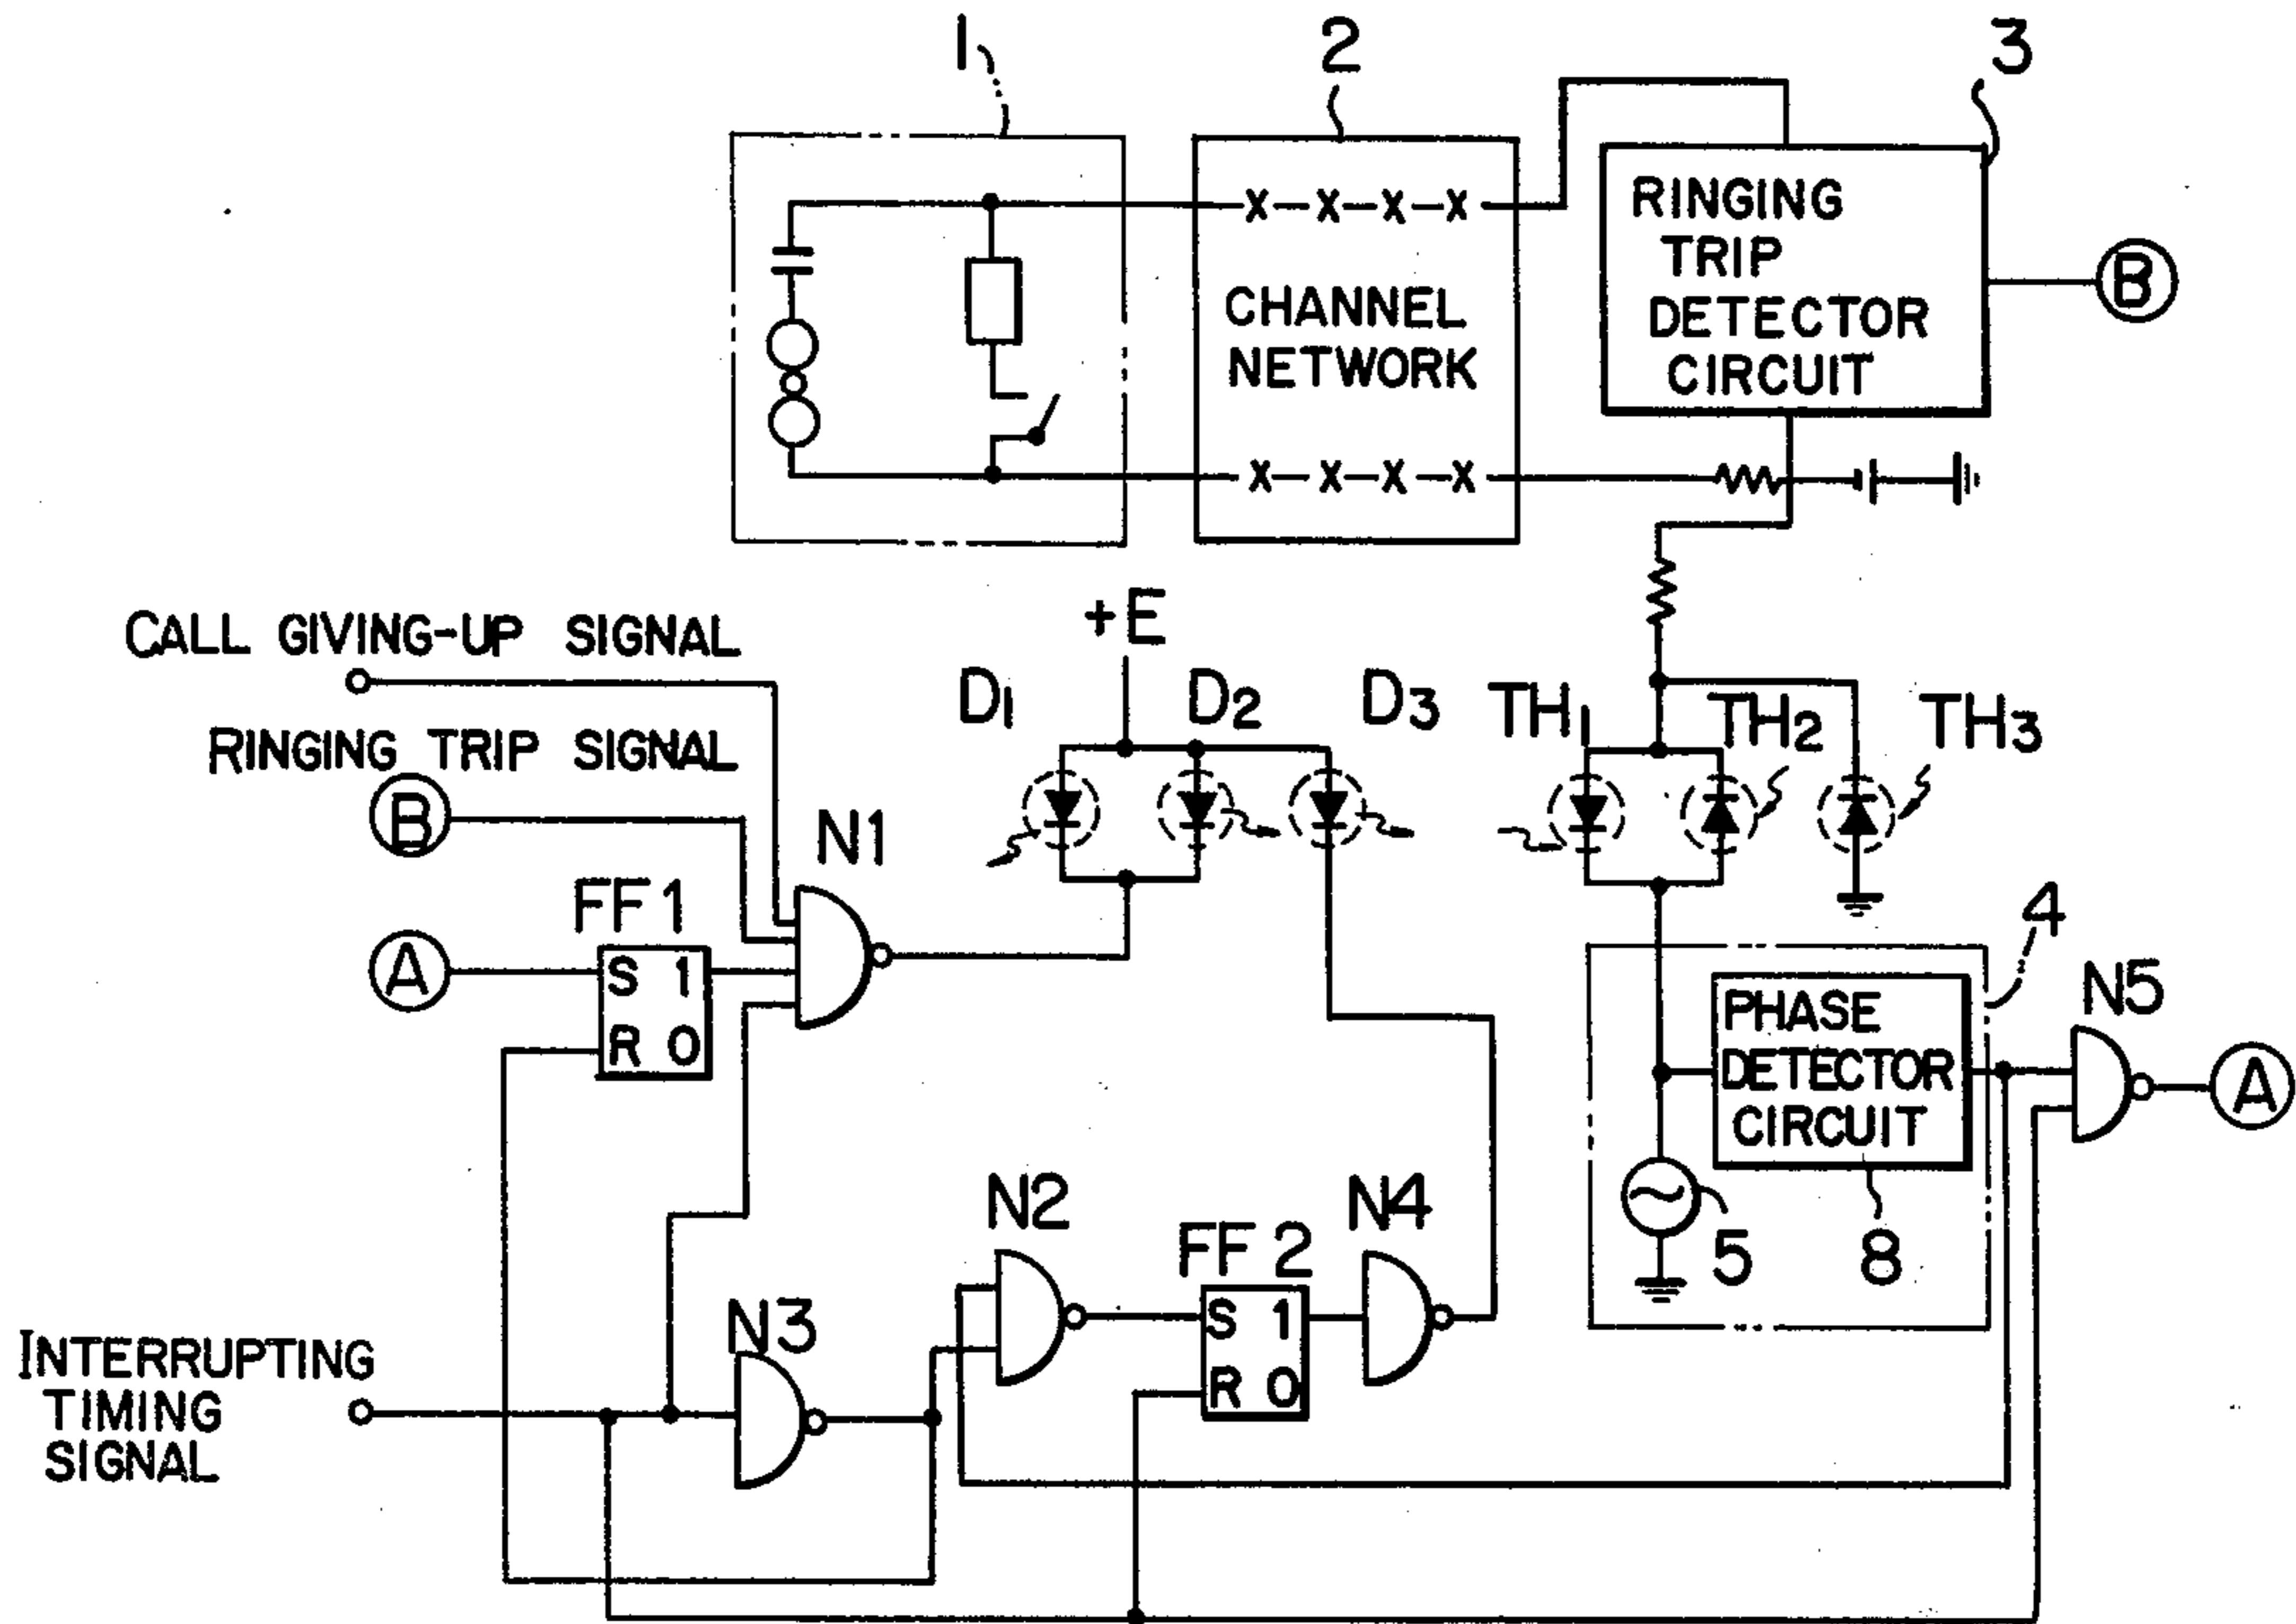 1
2
3
RINGING
TRIP
DETECTOR
CIRCUIT
B
CHANNEL
NETWORK
CALL GIVING-UP SIGNAL
+E
D1
D2
D3
TH1
TH2
TH3
RINGING TRIP SIGNAL
B
N1
FF1
A
S 1
R 0
4
PHASE
DETECTOR
CIRCUIT
N5
A
5
8
N2
FF2
N4
S 1
R 0
N3
INTERRUPTING
TIMING
SIGNAL